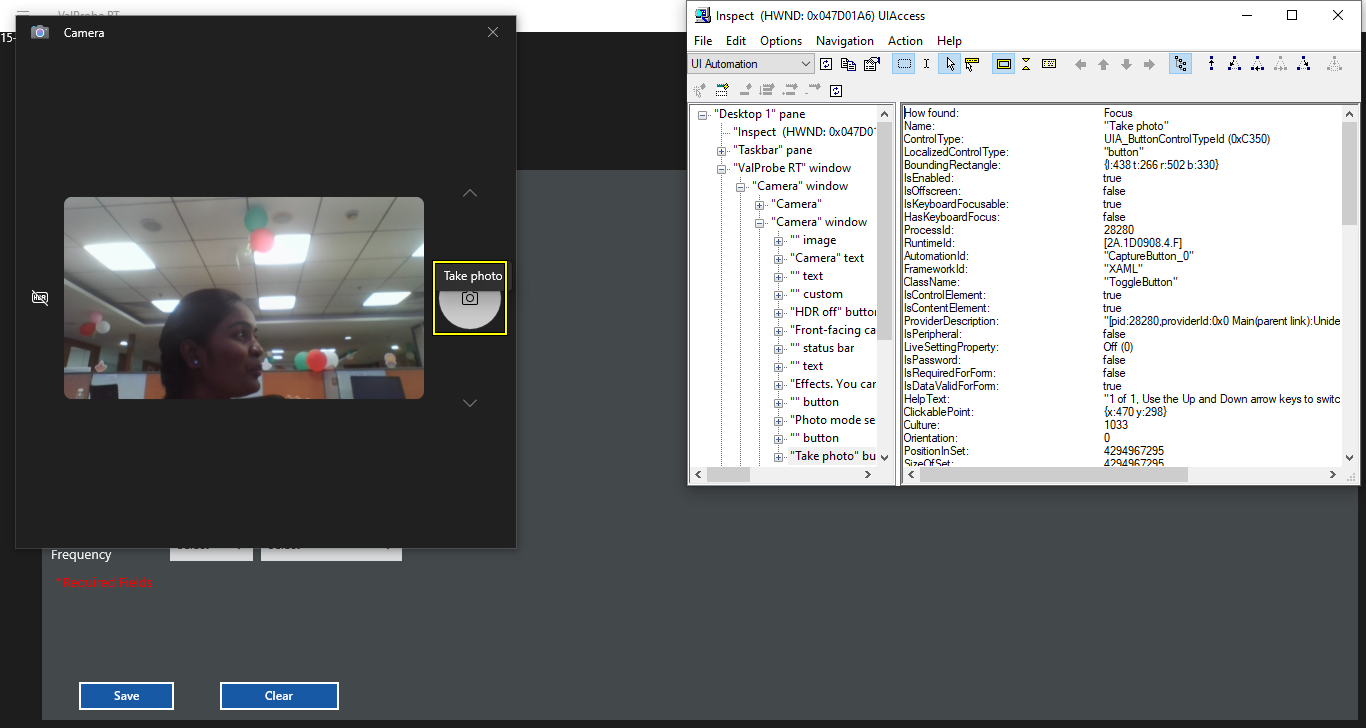 ValProbe RT
15-
Camera
Take photo
Frequency
* Required Fields
Save
Clear
Inspect (HWND: 0x047D01A6) UIAccess
File Edit Options Navigation Action Help
UI Automation
"Desktop 1" pane
"Inspect (HWND: 0x047D0
"Taskbar" pane
"ValProbe RT" window
"Camera" window
"Camera"
"Camera" window
"" image
"Camera" text
"" text
"" custom
"HDR off" button
"Front-facing ca
"" status bar
"" text
"Effects. You can
"" button
"Photo mode se
"" button
"Take photo" bu
How found: Focus
Name: "Take photo"
ControlType: UIA_ButtonControlTypeId (0xC350)
LocalizedControlType: "button"
BoundingRectangle: {l:438 t:266 r:502 b:330}
IsEnabled: true
IsOffscreen: false
IsKeyboardFocusable: true
HasKeyboardFocus: false
ProcessId: 28280
RuntimeId: [2A.1D0908.4.F]
AutomationId: "CaptureButton_0"
FrameworkId: "XAML"
ClassName: "ToggleButton"
IsControlElement: true
IsContentElement: true
ProviderDescription: "[pid:28280,providerId:0x0 Main(parent link):Unide
IsPeripheral: false
LiveSettingProperty: Off (0)
IsPassword: false
IsRequiredForForm: false
IsDataValidForForm: true
HelpText: "1 of 1, Use the Up and Down arrow keys to switc
ClickablePoint: {x:470 y:298}
Culture: 1033
Orientation: 0
PositionInSet: 4294967295
SizeOfSet: 4294967295